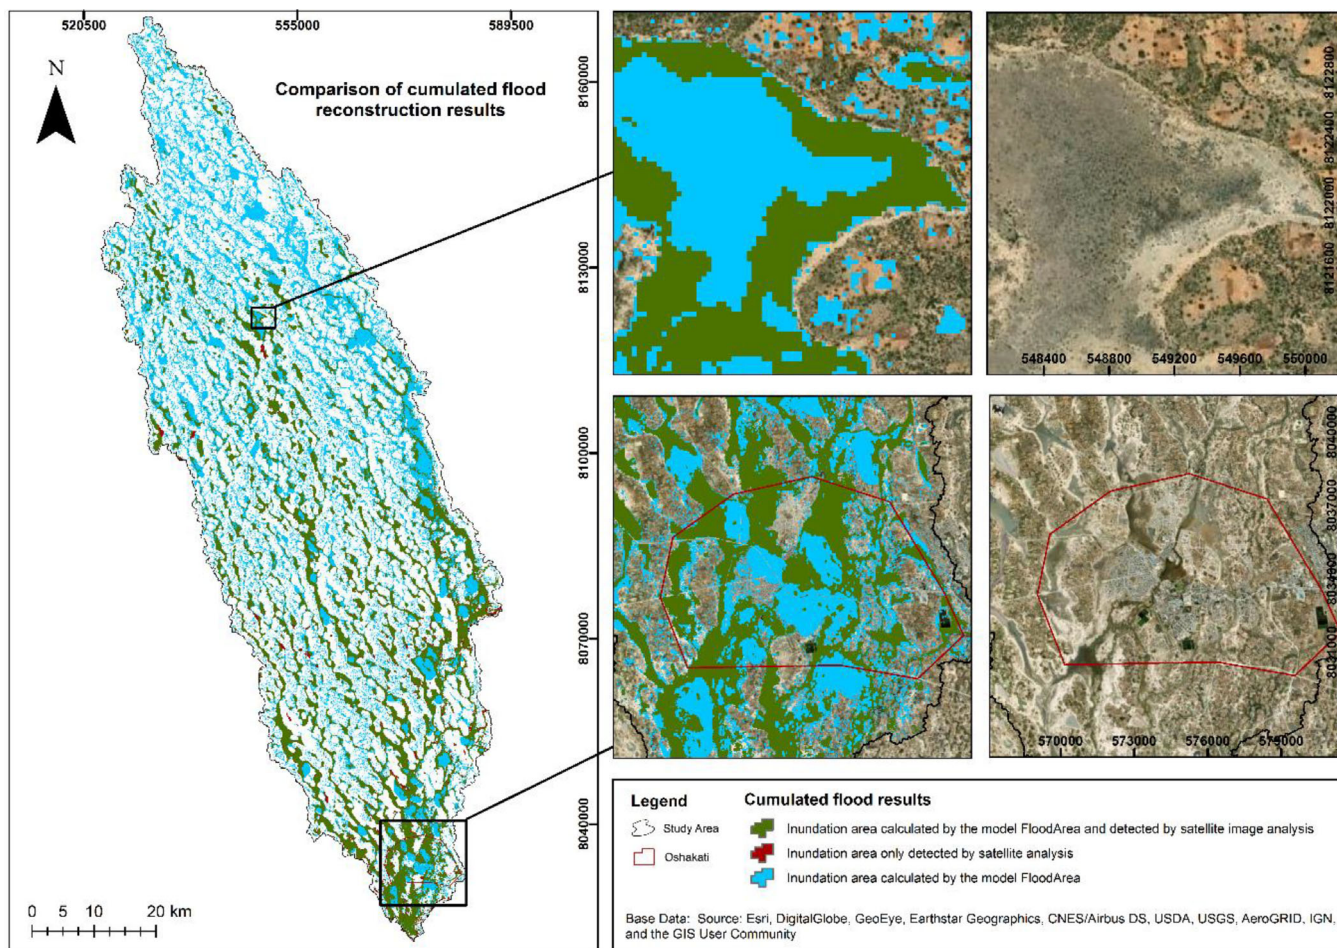 520500 555000 589500
N
Comparison of cumulated flood
reconstruction results
8160000
8130000
8100000
8070000
8040000
0 5 10 20 km
8122800
8122400
8122000
8121600
548400 548800 549200 549600 550000
8040000
8037000
8034000
8031000
570000 573000 576000 579000
Legend
Study Area
Oshakati
Cumulated flood results
Inundation area calculated by the model FloodArea and detected by satellite image analysis
Inundation area only detected by satellite analysis
Inundation area calculated by the model FloodArea
Base Data: Source: Esri, DigitalGlobe, GeoEye, Earthstar Geographics, CNES/Airbus DS, USDA, USGS, AeroGRID, IGN,
and the GIS User Community